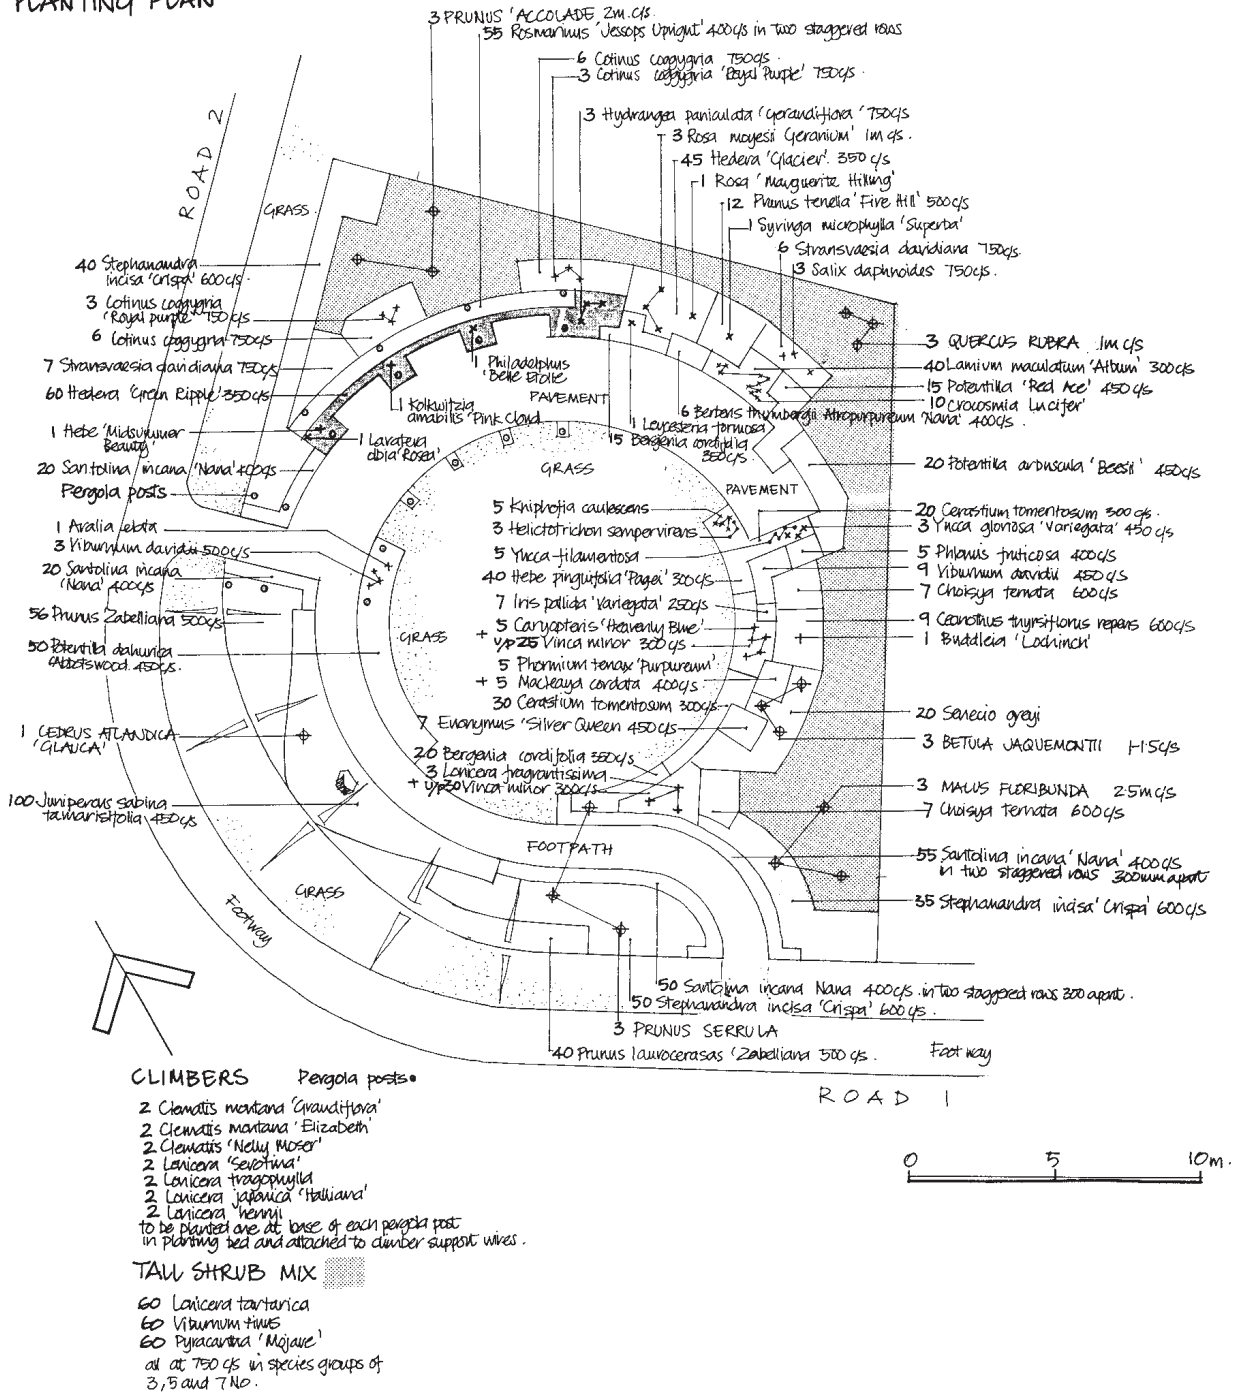 PLANTING PLAN
3 PRUNUS 'ACCOLADE 2m.c/s.
55 Rosmarinus 'Jessops Upright' 400c/s in two staggered rows
6 Cotinus coggygria 750c/s.
3 Cotinus coggygria 'Royal Purple' 750c/s.
3 Hydrangea paniculata 'Gerandiflora' 750c/s
3 Rosa moyesii Geranium' 1m c/s.
45 Hedera 'Glacier'. 350 c/s
1 Rosa 'Marguerite Hilling'
12 Prunus tenella 'Fire Hill' 500c/s
1 Syringa microphylla 'Superba'
6 Stransvaesia davidiana 750c/s.
3 Salix daphnoides 750c/s.
ROAD 2
GRASS
40 Stephanandra
incisa 'Crispa' 600c/s.
3 Cotinus coggygria
'Royal purple' 750c/s
6 Cotinus coggygria 750c/s
7 Stransvaesia davidiana 750c/s
60 Hedera 'Green Ripple' 350c/s
1 Hebe 'Midsummer
Beauty'
20 Santolina incana 'Nana' 400c/s
Pergola posts
1 Aralia elata
3 Viburnum davidii 500c/s
20 Santolina incana
'Nana' 400c/s
56 Prunus Zabelliana 500c/s
50 Potentilla dahurica
'Abbotswood. 450c/s.
1 CEDRUS ATLANDICA
'GLAUCA'
100 Juniperous sabina
tamarisifolia 450c/s
1 Philadelphus
'Belle Etoile
1 Kolkwitzia
amabilis 'Pink Cloud
1 Lavatera
olbia 'Rosea'
PAVEMENT
1 Leycesteria formosa
15 Bergenia cordifolia
350c/s.
6 Berteris thumbergii Atropurpureum 'Nana' 400c/s.
3 QUERCUS RUBRA 1m c/s
40 Lamium maculatum 'Album' 300c/s
15 Potentilla 'Red Ace' 450c/s
10 Crocosmia Lucifer'
20 Potentilla arbuscula 'Beesii' 450c/s
GRASS
PAVEMENT
5 Kniphofia caulescens
3 Helictotrichon sempervirens
5 Yucca filamentosa
40 Hebe pinguifolia 'Pagei' 300c/s
7 Iris pallida 'Variegata' 250c/s
5 Caryopteris 'Heavenly Blue'
+ u/p 25 Vinca minor 300c/s
5 Phormium tenax 'Purpureum'
+ 5 Macleaya cordata 400c/s
30 Cerastium tomentosum 300c/s
7 Euonymus 'Silver Queen 450c/s
20 Bergenia cordifolia 350c/s
3 Lonicera fragrantissima
+ u/p30 Vinca minor 300c/s
20 Cerastium tomentosum 300c/s.
3 Yucca gloriosa 'Variegata' 450c/s
5 Phlomis fruticosa 400c/s
9 Viburnum davidii 450c/s
7 Choisya ternata 600c/s
9 Ceanothus thyrsiflorus repens 600c/s
1 Buddleia 'Lochinch'
20 Senecio greyi
3 BETULA JAQUEMONTII 1-1.5c/s
3 MALUS FLORIBUNDA 2.5m c/s
7 Choisya Ternata 600c/s
55 Santolina incana 'Nana' 400c/s
in two staggered rows 300mm apart
35 Stephanandra incisa 'Crispa' 600c/s
GRASS
FOOTPATH
GRASS
Footway
50 Santolina incana Nana 400c/s. in two staggered rows 300 apart.
50 Stephanandra incisa 'Crispa' 600c/s.
3 PRUNUS SERRULA
40 Prunus laurocerasas 'Zabelliana 500 c/s.
Footway
ROAD 1
CLIMBERS Pergola posts
2 Clematis montana 'Grandiflora'
2 Clematis montana 'Elizabeth'
2 Clematis 'Nelly Moser'
2 Lonicera 'Serotina'
2 Lonicera tragophylla
2 Lonicera japonica 'Halliana'
2 Lonicera henryi
to be planted one at base of each pergola post
in planting bed and attached to climber support wires.
TALL SHRUB MIX
60 Lonicera tartarica
60 Viburnum tinus
60 Pyracantha 'Mojave'
all at 750 c/s in species groups of
3, 5 and 7 No.
0 5 10m.